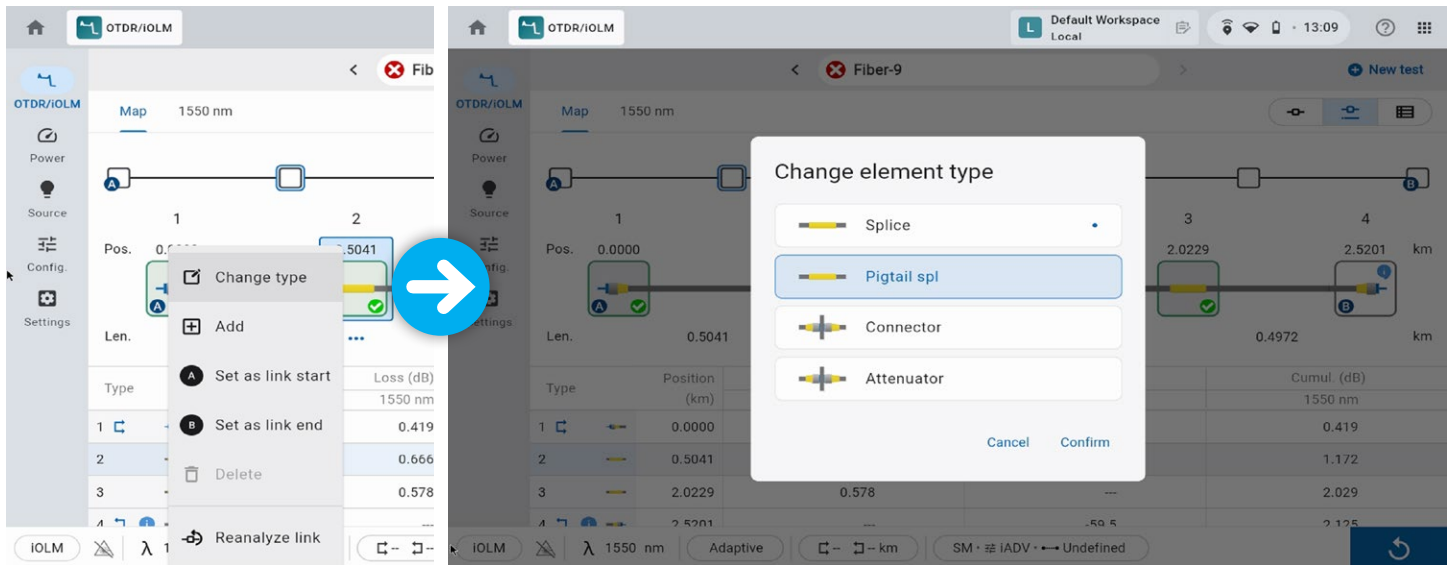 OTDR/iOLM
Fib
OTDR/iOLM
Power
Source
Config.
Settings
Map 1550 nm
A
1 2
Pos. .5041
A
Len.
Change type
Add
A Set as link start
B Set as link end
Delete
Reanalyze link
Type Loss (dB)
1550 nm
1 0.419
2 0.666
3 0.578
4 ---
iOLM λ 1
OTDR/iOLM
L Default Workspace
Local
13:09
Fiber-9
New test
OTDR/iOLM
Power
Source
Settings
Map 1550 nm
A B
1 3 4
Pos. 0.0000 2.0229 2.5201 km
A B
Len. 0.5041 0.4972 km
Change element type
Splice
Pigtail spl
Connector
Attenuator
Cancel Confirm
Type Position Cumul. (dB)
(km) 1550 nm
1 0.0000 0.419
2 0.5041 1.172
3 2.0229 0.578 --- 2.029
4 2.5201 --- -59.5 2.125
iOLM λ 1550 nm Adaptive -- -- km SM · iADV · Undefined